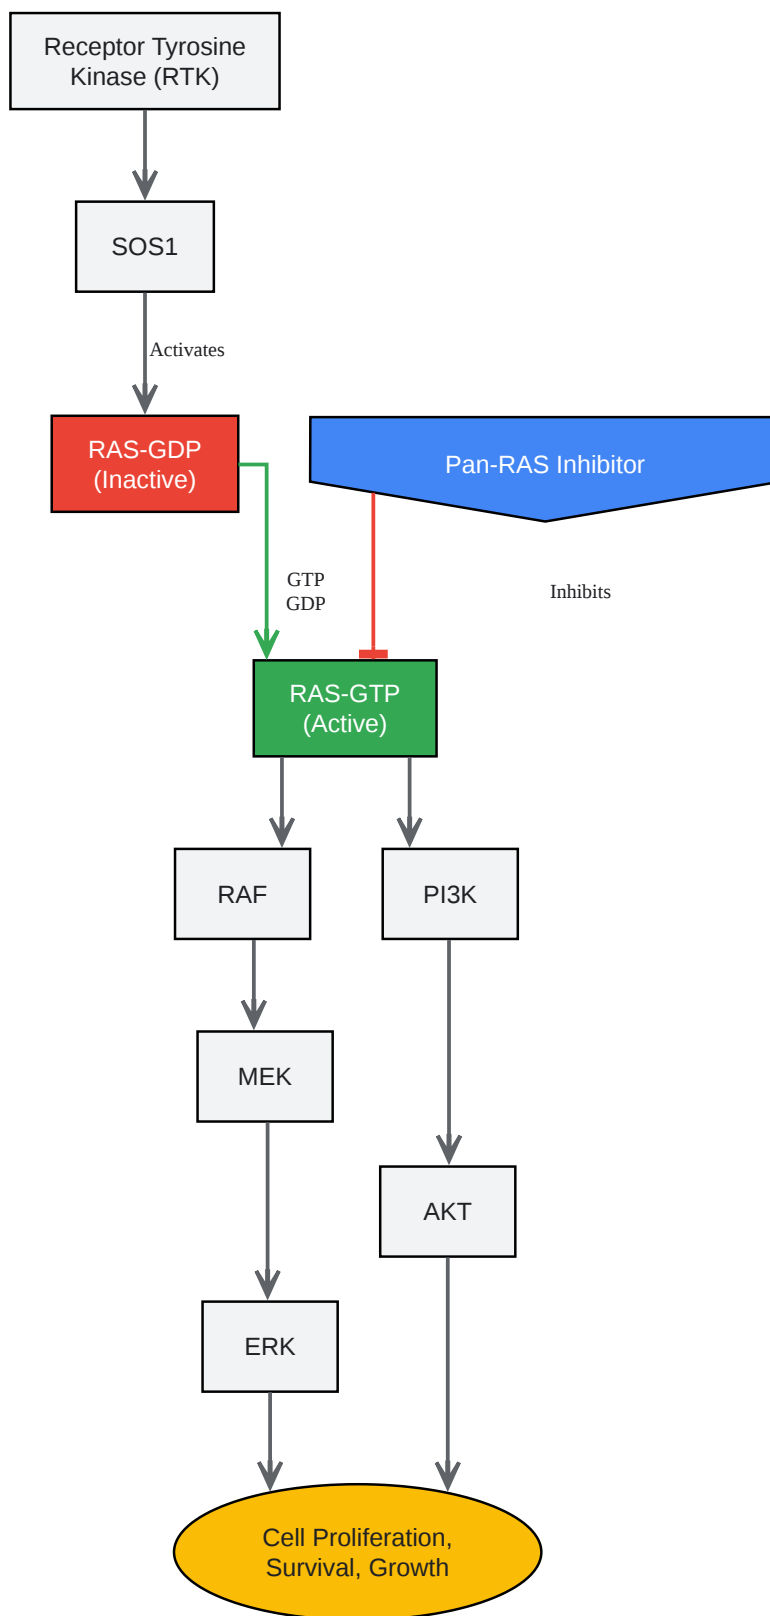 Receptor Tyrosine
Kinase (RTK)
SOS1
Activates
RAS-GDP
(Inactive)
Pan-RAS Inhibitor
GTP
GDP
Inhibits
RAS-GTP
(Active)
RAF
PI3K
MEK
AKT
ERK
Cell Proliferation,
Survival, Growth